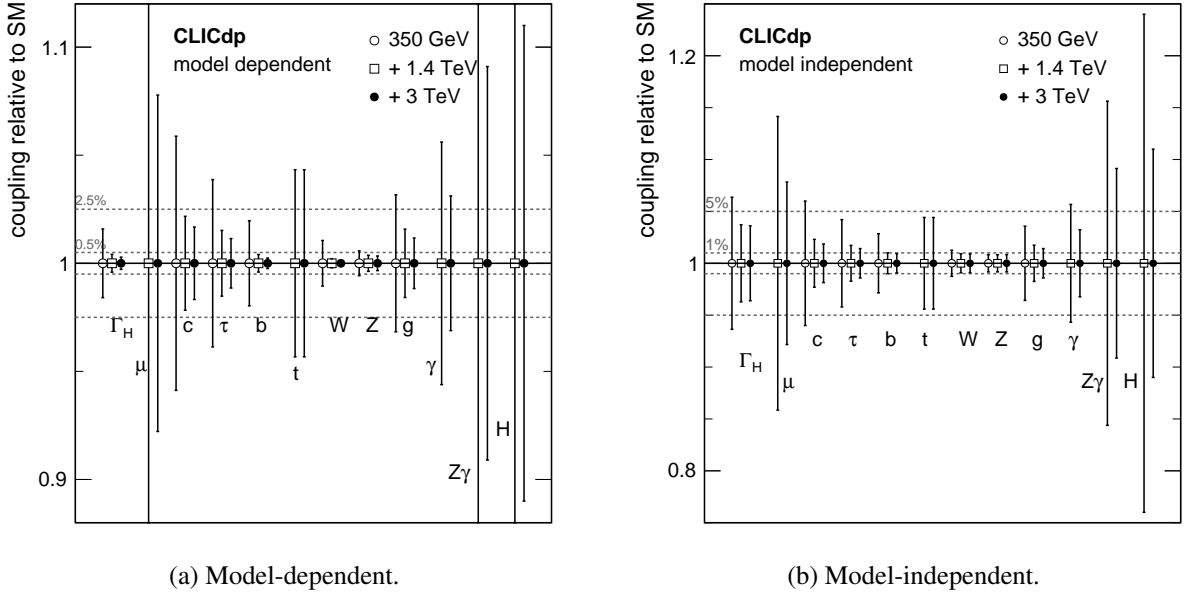 coupling relative to SM
1.1
1
0.9
CLICdp
model dependent
350 GeV
+ 1.4 TeV
+ 3 TeV
2.5%
0.5%
Γ_H
μ
c
τ
b
t
W
Z
g
γ
Zγ
H
(a) Model-dependent.
coupling relative to SM
1.2
1
0.8
CLICdp
model independent
350 GeV
+ 1.4 TeV
+ 3 TeV
5%
1%
Γ_H
μ
c
τ
b
t
W
Z
g
γ
Zγ
H
(b) Model-independent.